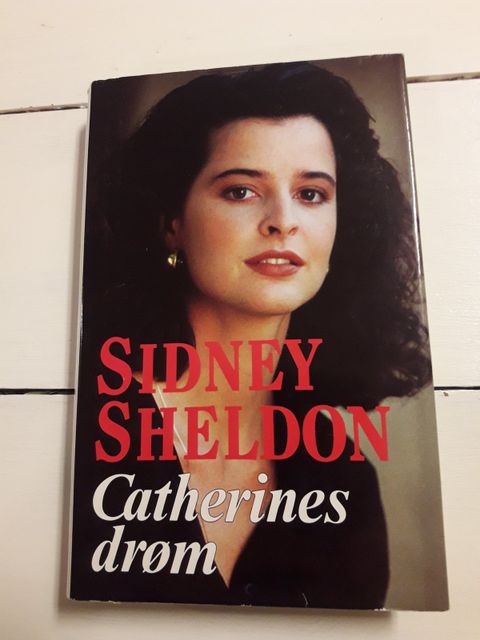 SIDNEY
SHELDON
Catherines
drøm